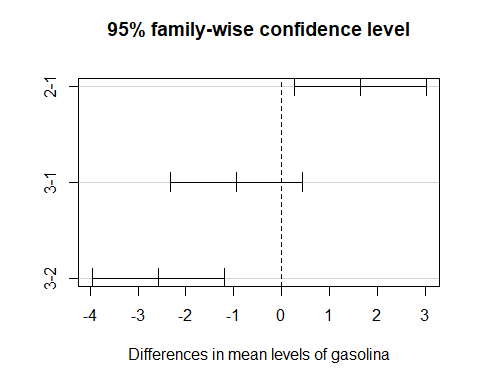 95% family-wise confidence level
2-1
3-1
3-2
-4 -3 -2 -1 0 1 2 3
Differences in mean levels of gasolina